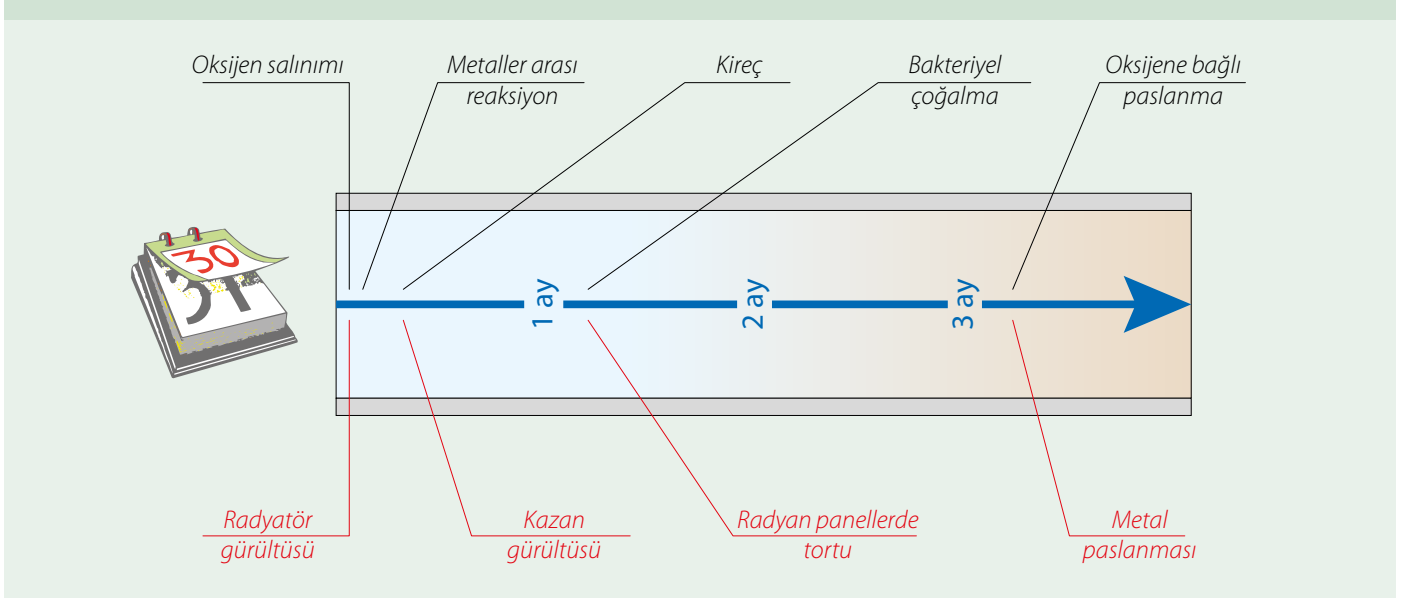 Oksijen salınımı
Metaller arası
reaksiyon
Kireç
Bakteriyel
çoğalma
Oksijene bağlı
paslanma
30
31
1 ay
2 ay
3 ay
Radyatör
gürültüsü
Kazan
gürültüsü
Radyan panellerde
tortu
Metal
paslanması